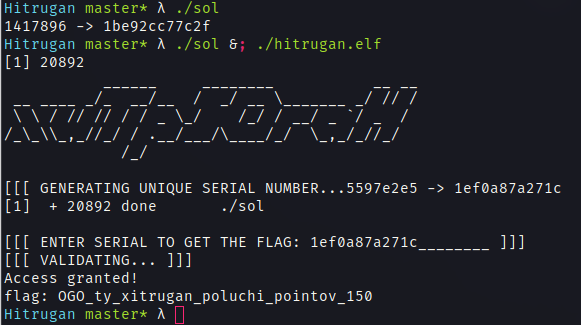 Hitrugan master* λ ./sol
1417896 -> 1be92cc77c2f
Hitrugan master* λ ./sol &; ./hitrugan.elf
[1] 20892
[[[ GENERATING UNIQUE SERIAL NUMBER...5597e2e5 -> 1ef0a87a271c
[1]  + 20892 done       ./sol
[[[ ENTER SERIAL TO GET THE FLAG: 1ef0a87a271c________ ]]]
[[[ VALIDATING... ]]]
Access granted!
flag: OGO_ty_xitrugan_poluchi_pointov_150
Hitrugan master* λ